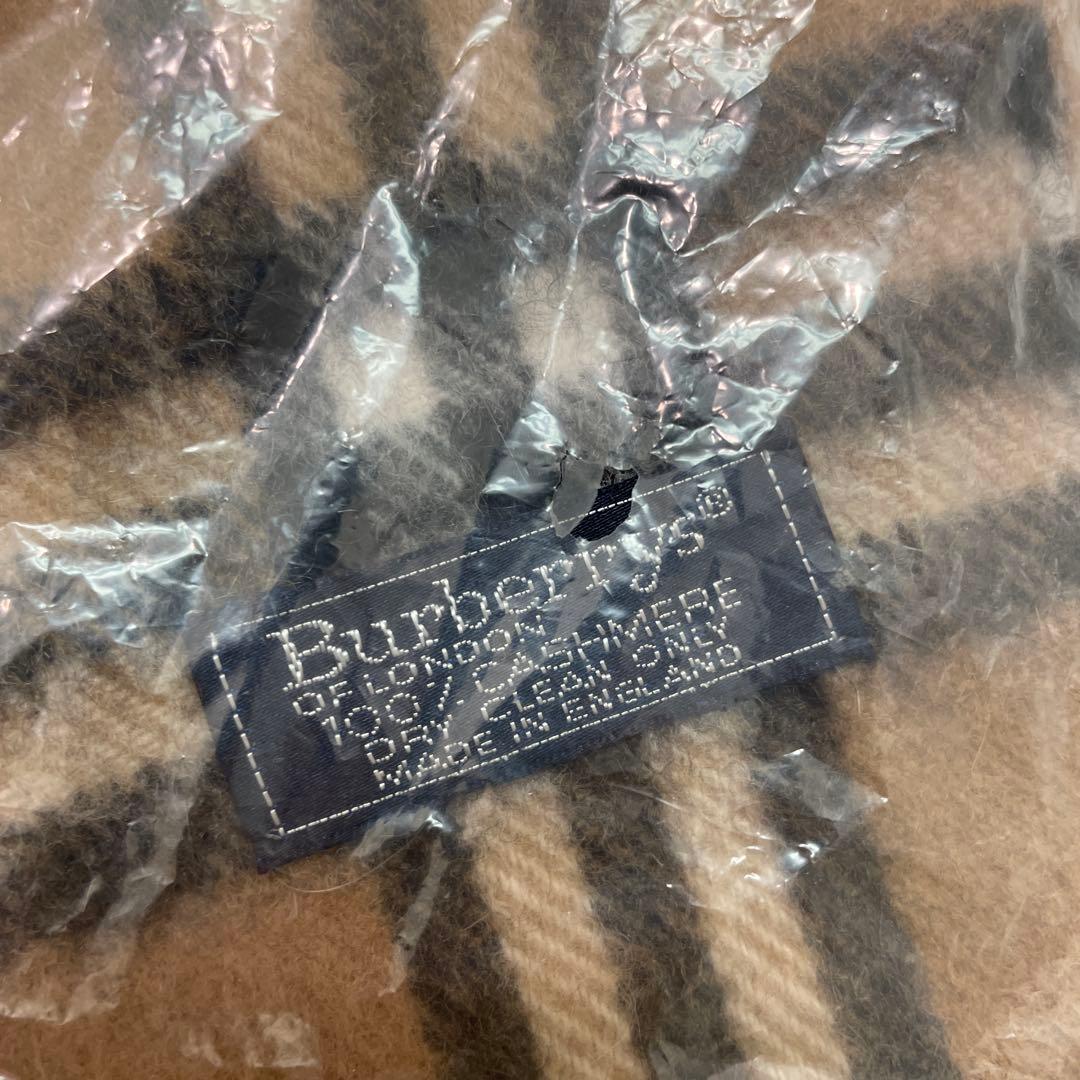 Burberrys®
OF LONDON
100% CASHMERE
DRY CLEAN ONLY
MADE IN ENGLAND